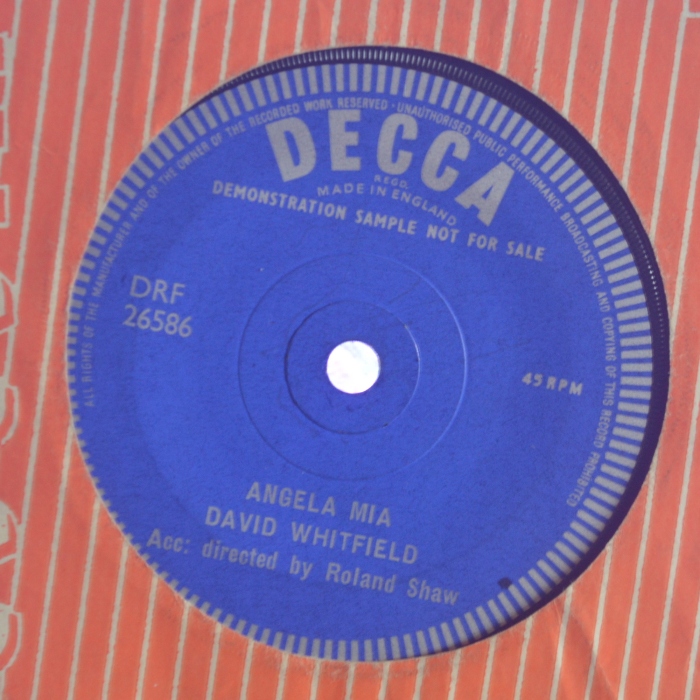 ALL RIGHTS OF THE MANUFACTURER AND OF THE OWNER OF THE RECORDED WORK RESERVED · UNAUTHORISED PUBLIC PERFORMANCE BROADCASTING AND COPYING OF THIS RECORD PROHIBITED
DECCA
REGD.
MADE IN ENGLAND
DEMONSTRATION SAMPLE NOT FOR SALE
DRF
26586
45 RPM
ANGELA MIA
DAVID WHITFIELD
Acc: directed by Roland Shaw